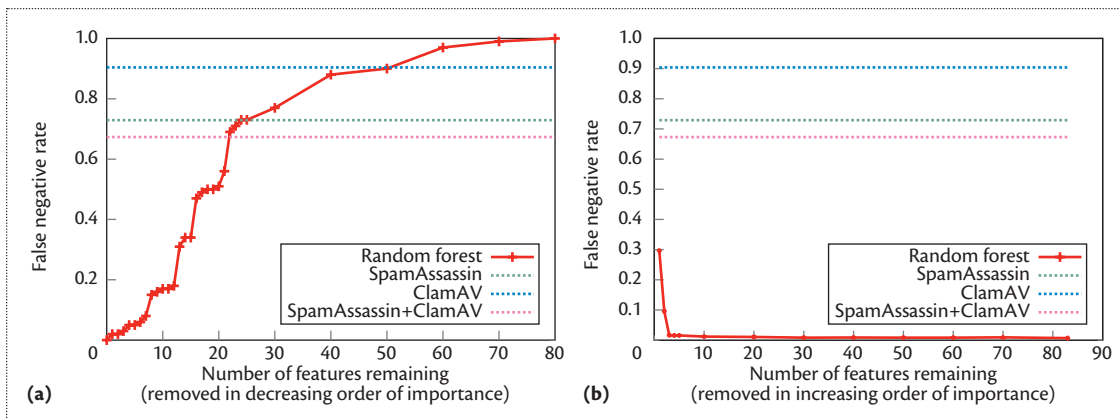 1.0
0.8
0.6
0.4
0.2
0
False negative rate
Random forest
SpamAssassin
ClamAV
SpamAssassin+ClamAV
0 10 20 30 40 50 60 70 80
(a)
Number of features remaining
(removed in decreasing order of importance)
1.0
0.9
0.8
0.7
0.6
0.5
0.4
0.3
0.2
0.1
False negative rate
Random forest
SpamAssassin
ClamAV
SpamAssassin+ClamAV
0 10 20 30 40 50 60 70 80 90
(b)
Number of features remaining
(removed in increasing order of importance)